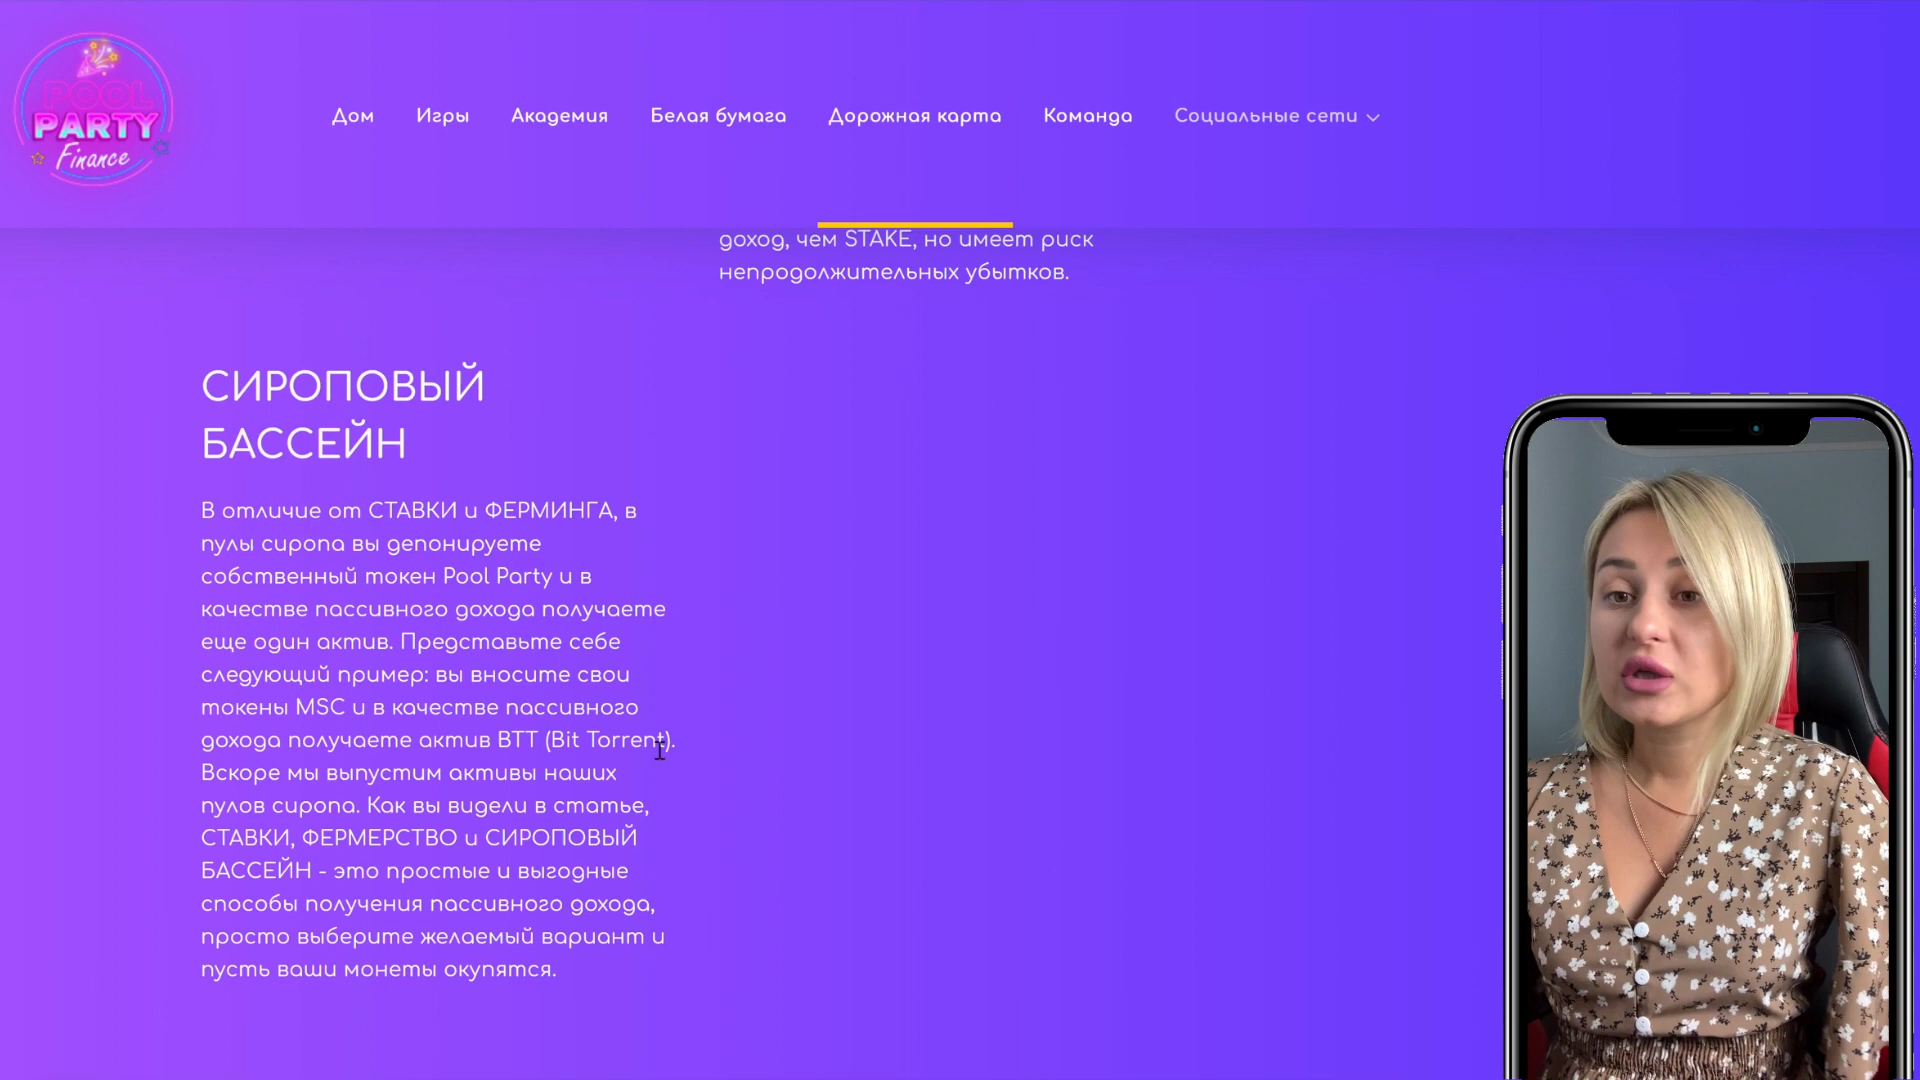 POOL
PARTY
Finance
Дом
Игры
Академия
Белая бумага
Дорожная карта
Команда
Социальные сети
доход, чем STAKE, но имеет риск
непродолжительных убытков.
СИРОПОВЫЙ
БАССЕЙН
В отличие от СТАВКИ и ФЕРМИНГА, в
пулы сиропа вы депонируете
собственный токен Pool Party и в
качестве пассивного дохода получаете
еще один актив. Представьте себе
следующий пример: вы вносите свои
токены MSC и в качестве пассивного
дохода получаете актив BTT (Bit Torrent).
Вскоре мы выпустим активы наших
пулов сиропа. Как вы видели в статье,
СТАВКИ, ФЕРМЕРСТВО и СИРОПОВЫЙ
БАССЕЙН - это простые и выгодные
способы получения пассивного дохода,
просто выберите желаемый вариант и
пусть ваши монеты окупятся.